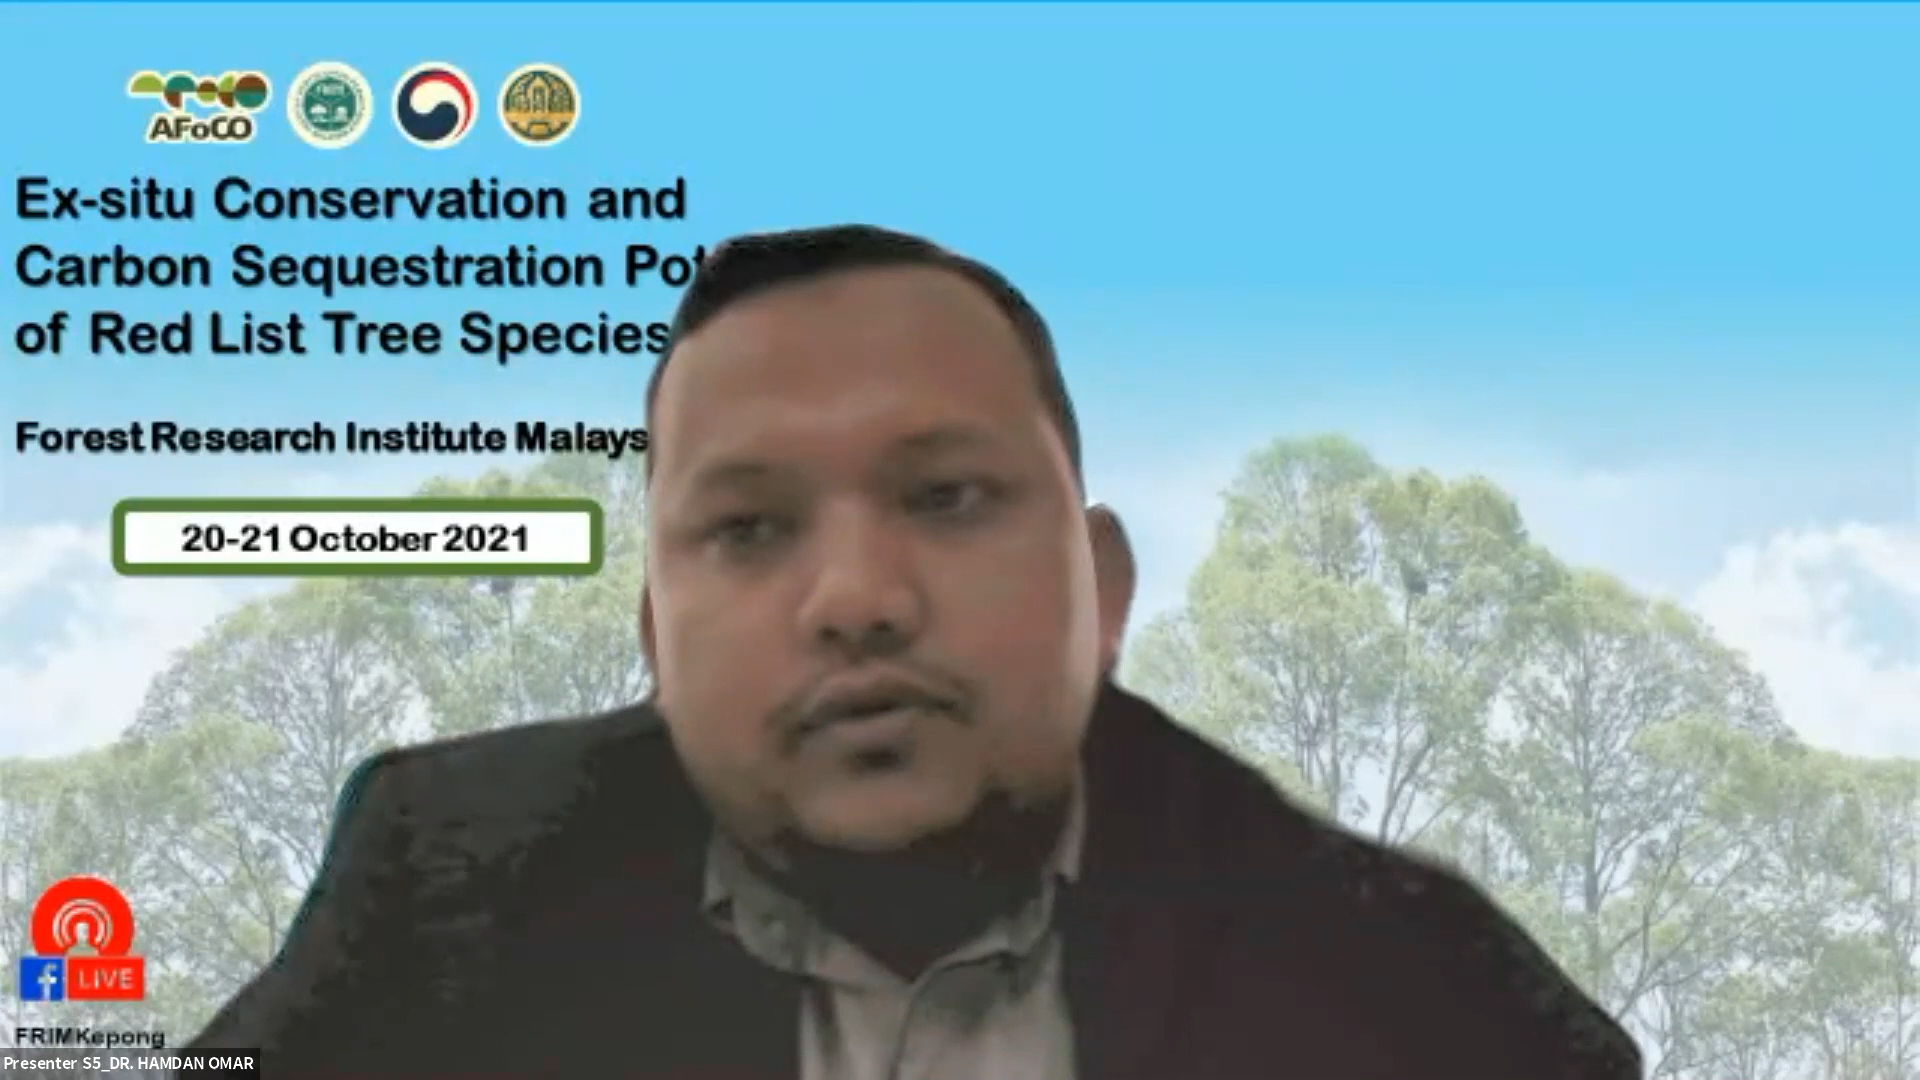 AFoCO
FRIM
Ex-situ Conservation and
Carbon Sequestration Pot
of Red List Tree Species
Forest Research Institute Malays
20-21 October 2021
f LIVE
FRIMKepong
Presenter S5_DR. HAMDAN OMAR